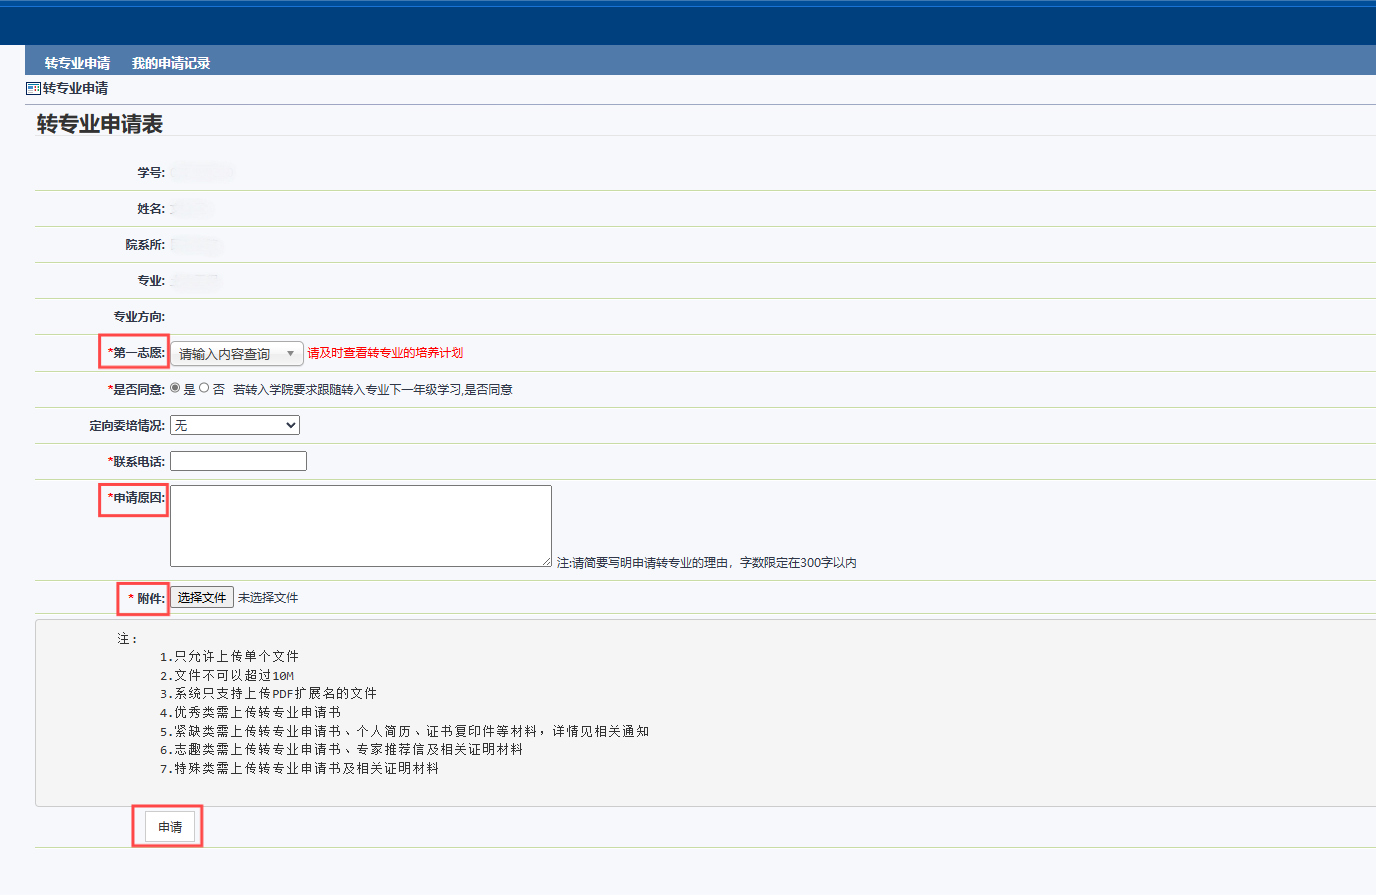 转专业申请 我的申请记录
转专业申请
转专业申请表
学号:
姓名:
院系所:
专业:
专业方向:
*第一志愿: 请输入内容查询 请及时查看转专业的培养计划
*是否同意: 是 否 若转入学院要求跟随转入专业下一年级学习,是否同意
定向委培情况: 无
*联系电话:
*申请原因:
注:请简要写明申请转专业的理由，字数限定在300字以内
* 附件: 选择文件 未选择文件
注：
1.只允许上传单个文件
2.文件不可以超过10M
3.系统只支持上传PDF扩展名的文件
4.优秀类需上传转专业申请书
5.紧缺类需上传转专业申请书、个人简历、证书复印件等材料，详情见相关通知
6.志趣类需上传转专业申请书、专家推荐信及相关证明材料
7.特殊类需上传转专业申请书及相关证明材料
申请